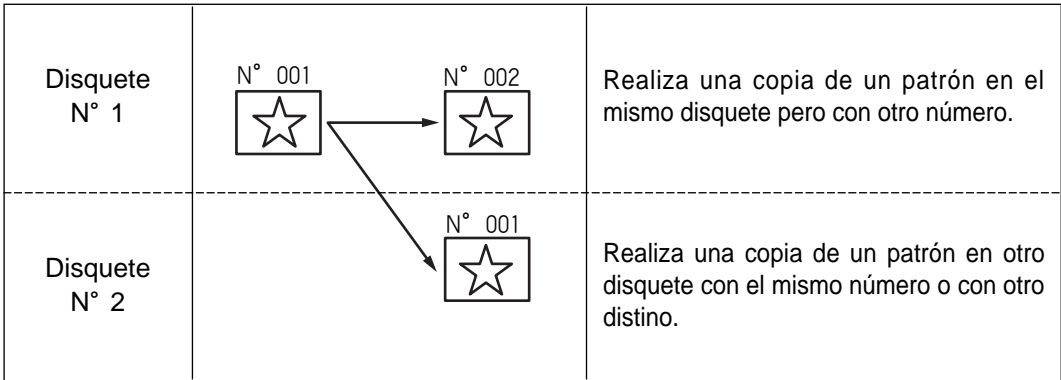 Disquete
N° 1
N° 001
N° 002
Realiza una copia de un patrón en el
mismo disquete pero con otro número.
Disquete
N° 2
N° 001
Realiza una copia de un patrón en otro
disquete con el mismo número o con otro
distino.